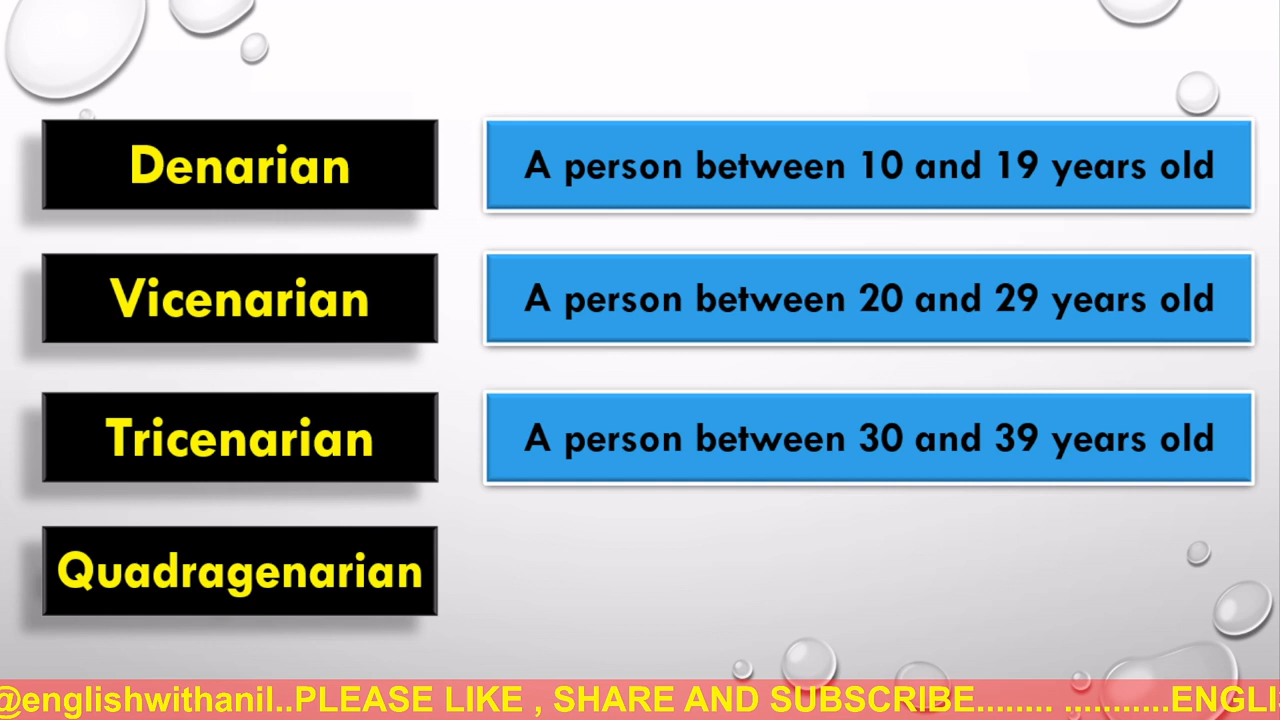 Denarian
A person between 10 and 19 years old
Vicenarian
A person between 20 and 29 years old
Tricenarian
A person between 30 and 39 years old
Quadragenarian
@englishwithanil..PLEASE LIKE , SHARE AND SUBSCRIBE........ ...........ENGLI